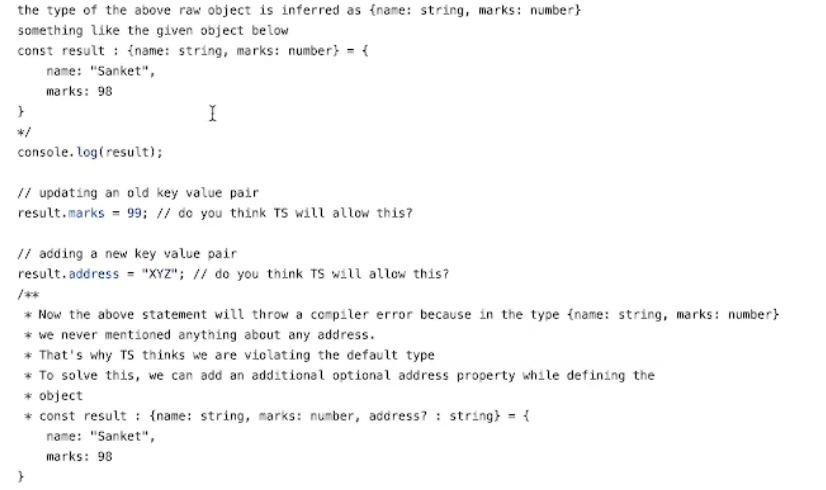 the type of the above raw object is inferred as {name: string, marks: number}
something like the given object below
const result : {name: string, marks: number} = {
    name: "Sanket",
    marks: 98
}
*/
console.log(result);

// updating an old key value pair
result.marks = 99; // do you think TS will allow this?

// adding a new key value pair
result.address = "XYZ"; // do you think TS will allow this?
/**
 * Now the above statement will throw a compiler error because in the type {name: string, marks: number}
 * we never mentioned anything about any address.
 * That's why TS thinks we are violating the default type
 * To solve this, we can add an additional optional address property while defining the
 * object
 * const result : {name: string, marks: number, address? : string} = {
    name: "Sanket",
    marks: 98
}